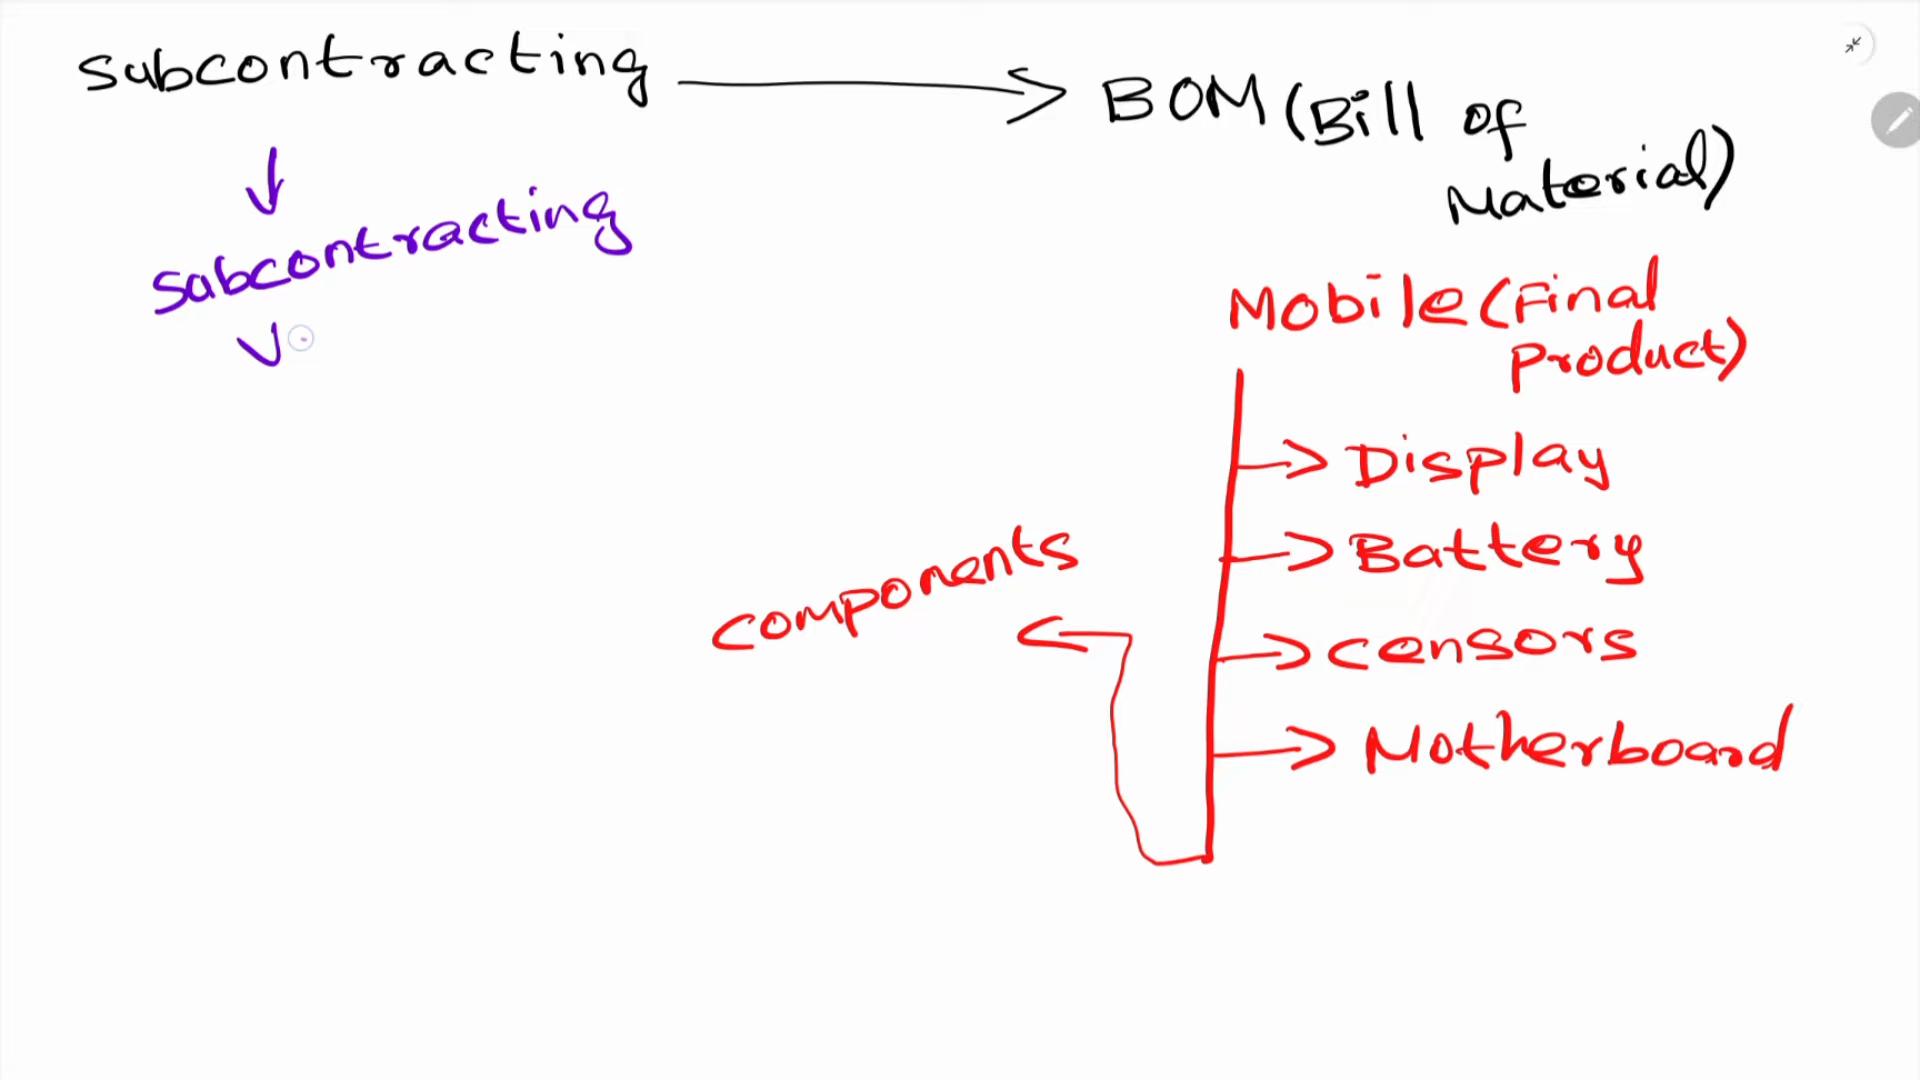 subcontracting → BOM (Bill of
Material)
↓
subcontracting
V
Mobile (Final
Product)
→ Display
→ Battery
components ← → censors
→ Motherboard